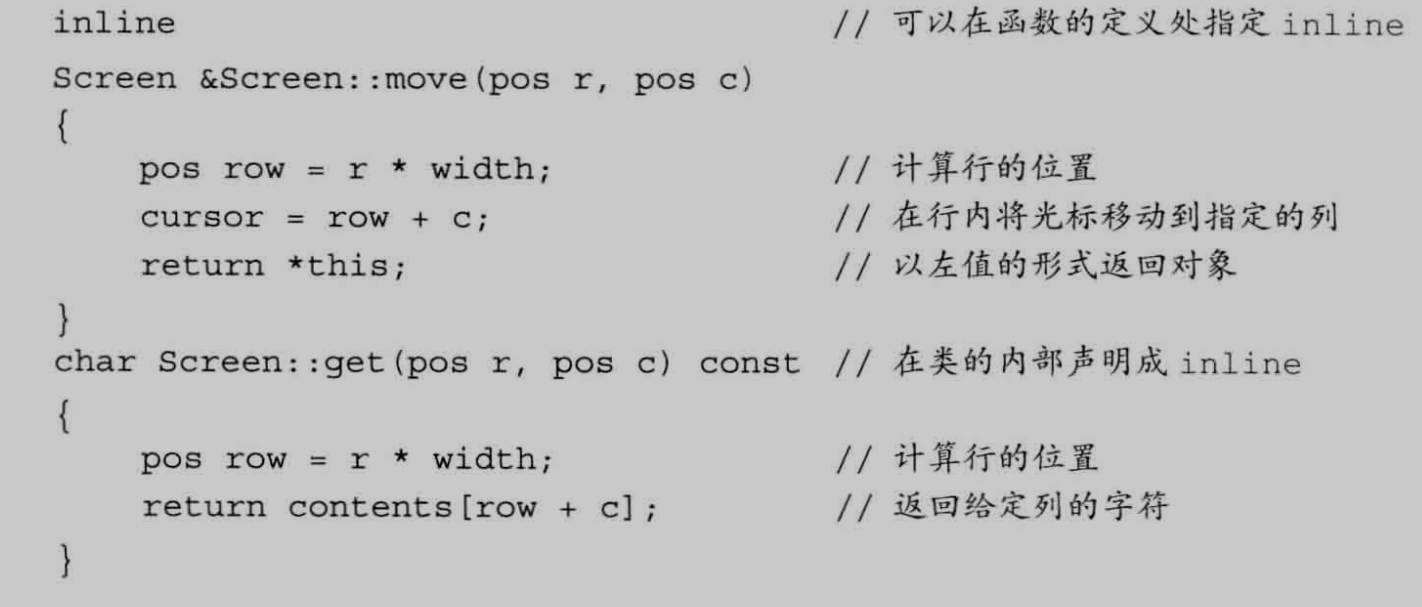 inline                              // 可以在函数的定义处指定 inline
Screen &Screen::move(pos r, pos c)
{
    pos row = r * width;            // 计算行的位置
    cursor = row + c;               // 在行内将光标移动到指定的列
    return *this;                   // 以左值的形式返回对象
}
char Screen::get(pos r, pos c) const // 在类的内部声明成 inline
{
    pos row = r * width;            // 计算行的位置
    return contents[row + c];       // 返回给定列的字符
}